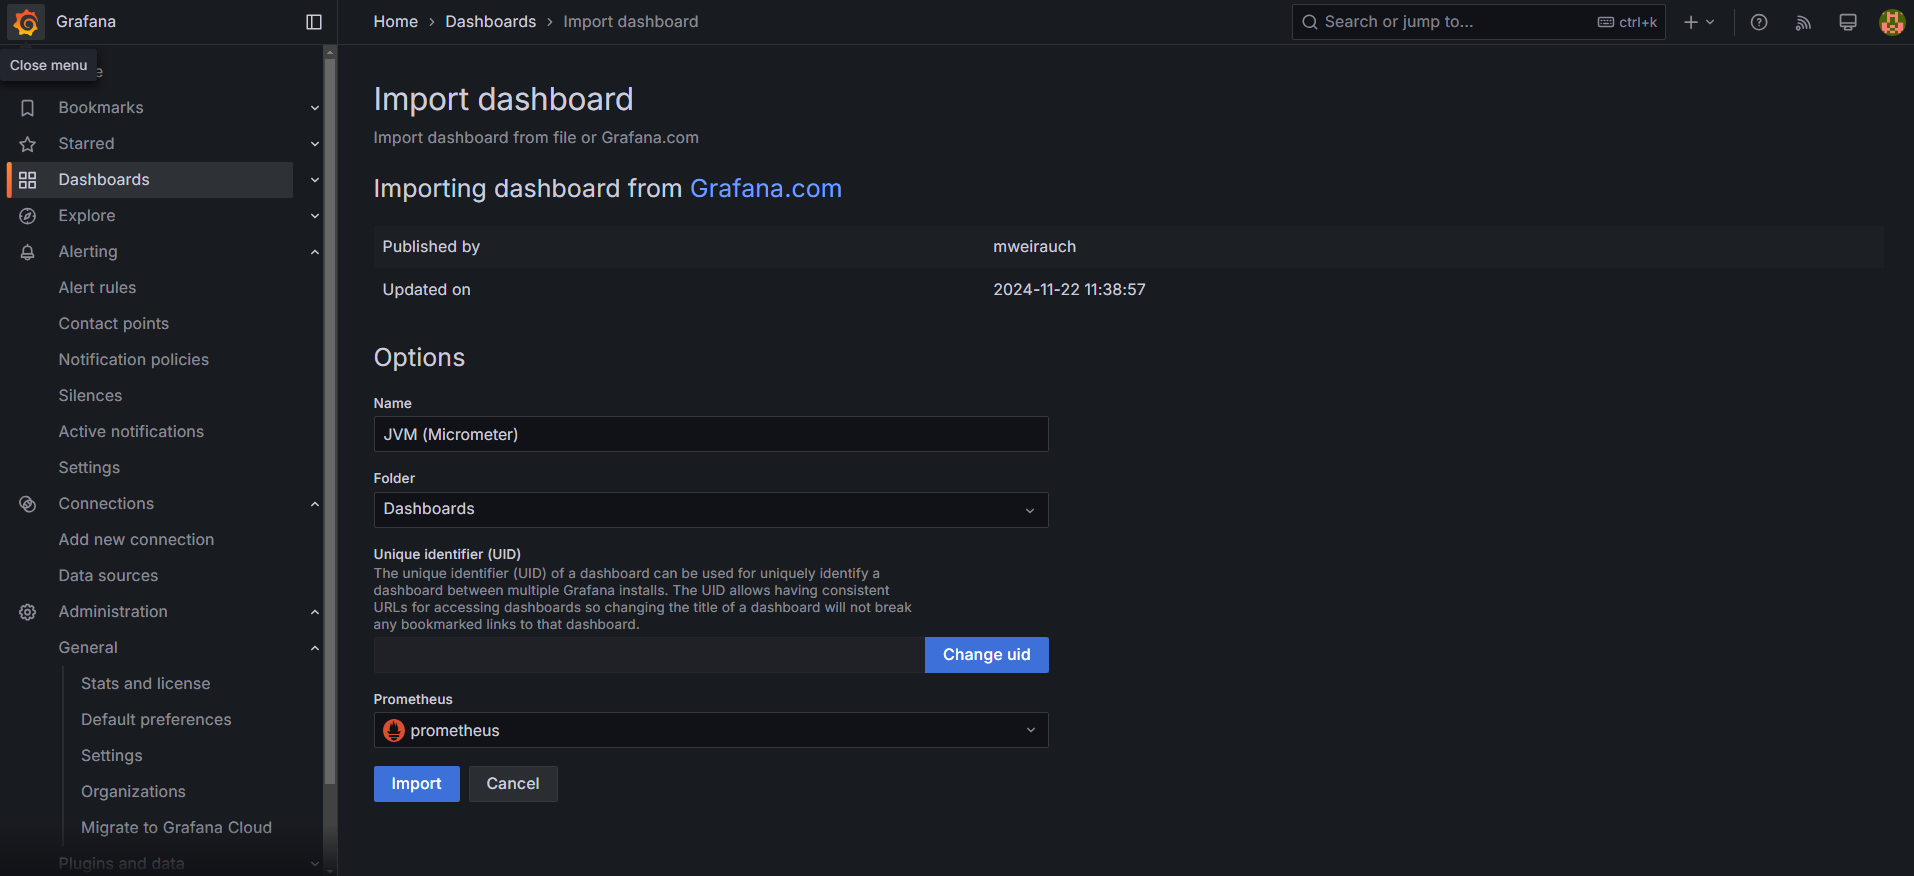 Grafana
Home > Dashboards > Import dashboard
Search or jump to...
ctrl+k
Close menu
Bookmarks
Starred
Dashboards
Explore
Alerting
Alert rules
Contact points
Notification policies
Silences
Active notifications
Settings
Connections
Add new connection
Data sources
Administration
General
Stats and license
Default preferences
Settings
Organizations
Migrate to Grafana Cloud
Plugins and data
Import dashboard
Import dashboard from file or Grafana.com
Importing dashboard from Grafana.com
Published by mweirauch
Updated on 2024-11-22 11:38:57
Options
Name
JVM (Micrometer)
Folder
Dashboards
Unique identifier (UID)
The unique identifier (UID) of a dashboard can be used for uniquely identify a
dashboard between multiple Grafana installs. The UID allows having consistent
URLs for accessing dashboards so changing the title of a dashboard will not break
any bookmarked links to that dashboard.
Change uid
Prometheus
prometheus
Import
Cancel